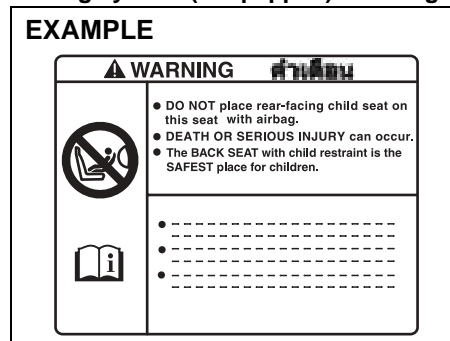 EXAMPLE
WARNING คำเตือน
● DO NOT place rear-facing child seat on
this seat with airbag.
● DEATH OR SERIOUS INJURY can occur.
● The BACK SEAT with child restraint is the
SAFEST place for children.
i